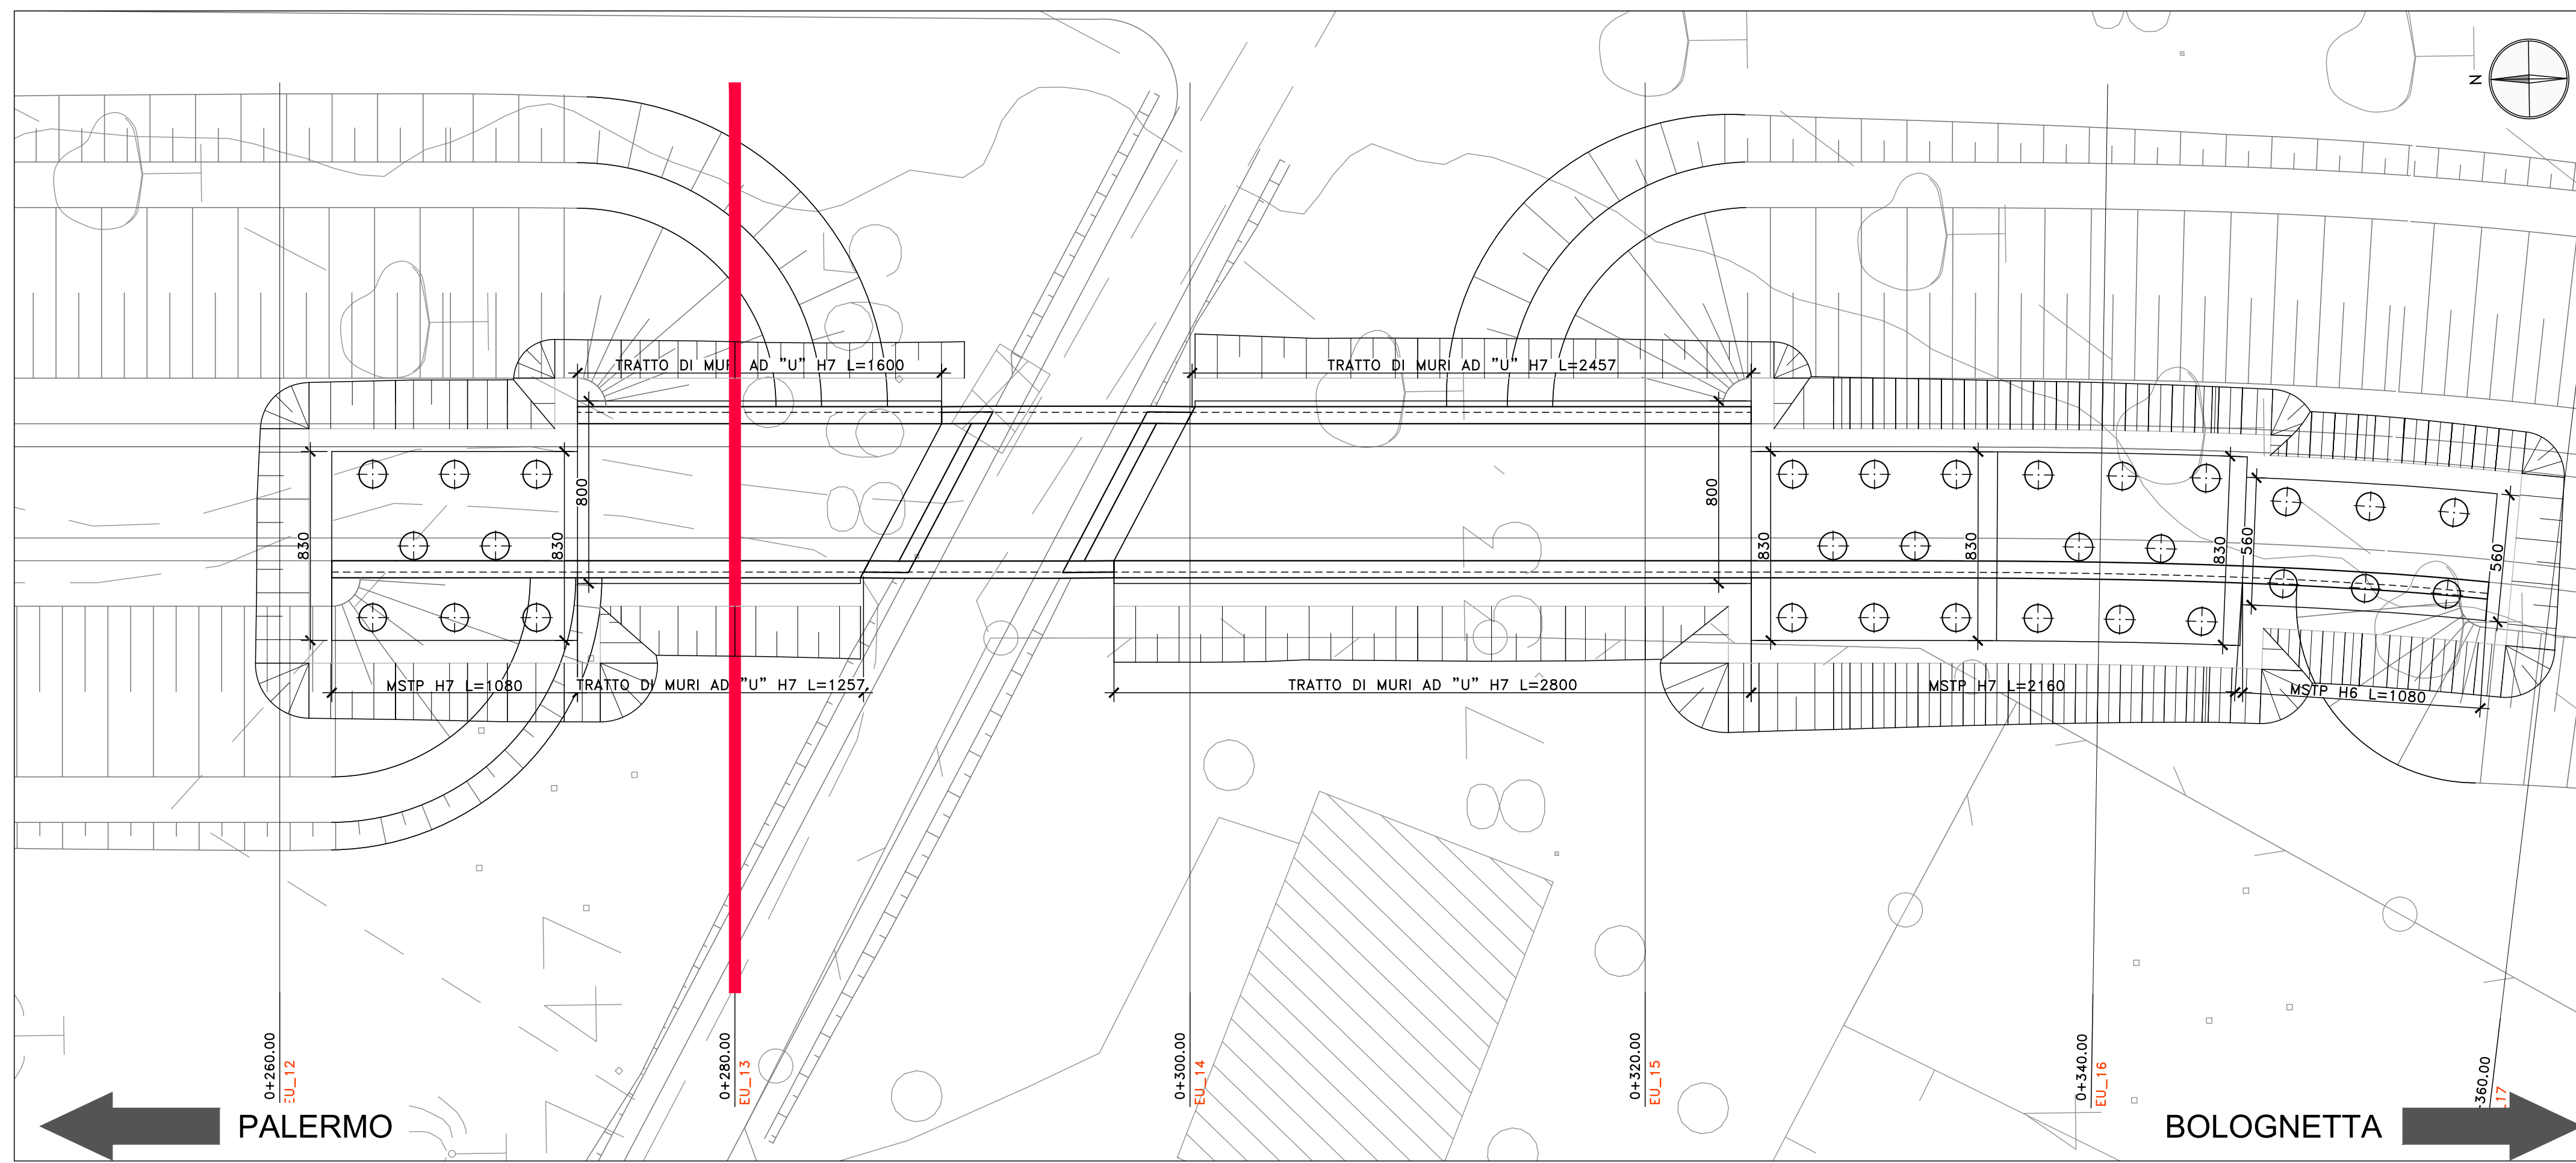 N
TRATTO DI MURI AD "U" H7 L=1600
TRATTO DI MURI AD "U" H7 L=2457
800
800
830
830
830
830
830
560
560
MSTP H7 L=1080
TRATTO DI MURI AD "U" H7 L=1257
TRATTO DI MURI AD "U" H7 L=2800
MSTP H7 L=2160
MSTP H6 L=1080
0+260.00
EU_12
0+280.00
EU_13
0+300.00
EU_14
0+320.00
EU_15
0+340.00
EU_16
360.00
17
PALERMO
BOLOGNETTA